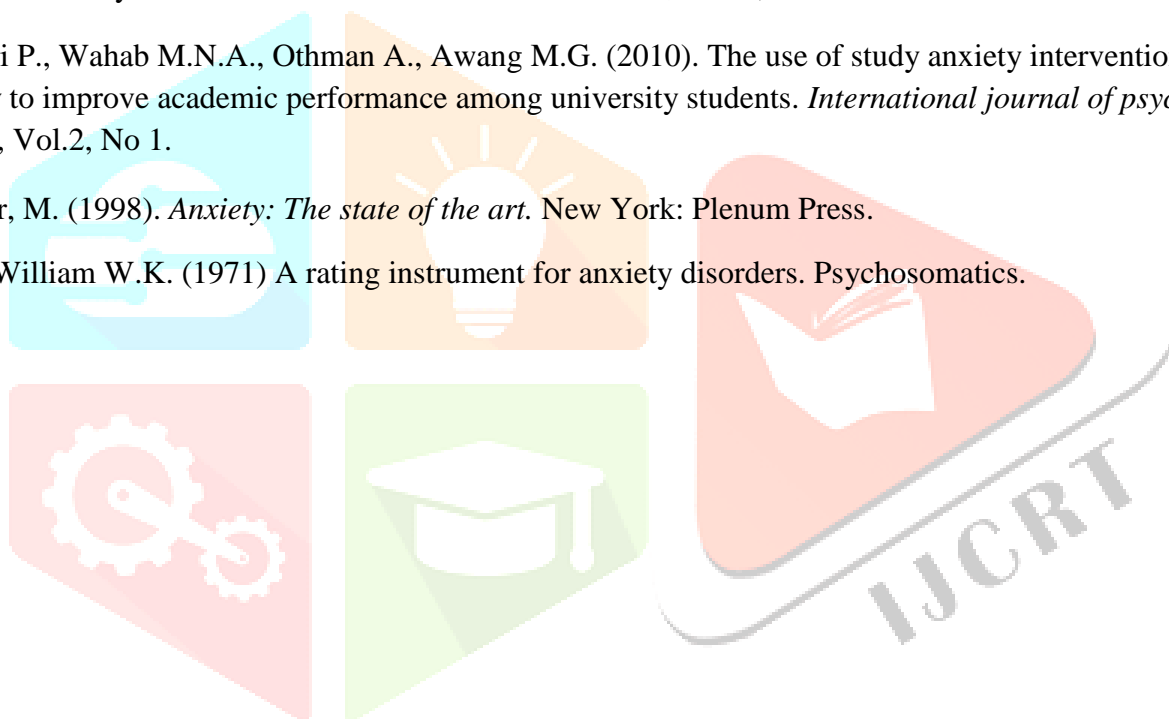 i P., Wahab M.N.A., Othman A., Awang M.G. (2010). The use of study anxiety interventio
to improve academic performance among university students. International journal of psyc
, Vol.2, No 1.
r, M. (1998). Anxiety: The state of the art. New York: Plenum Press.
William W.K. (1971) A rating instrument for anxiety disorders. Psychosomatics.
IJCRT